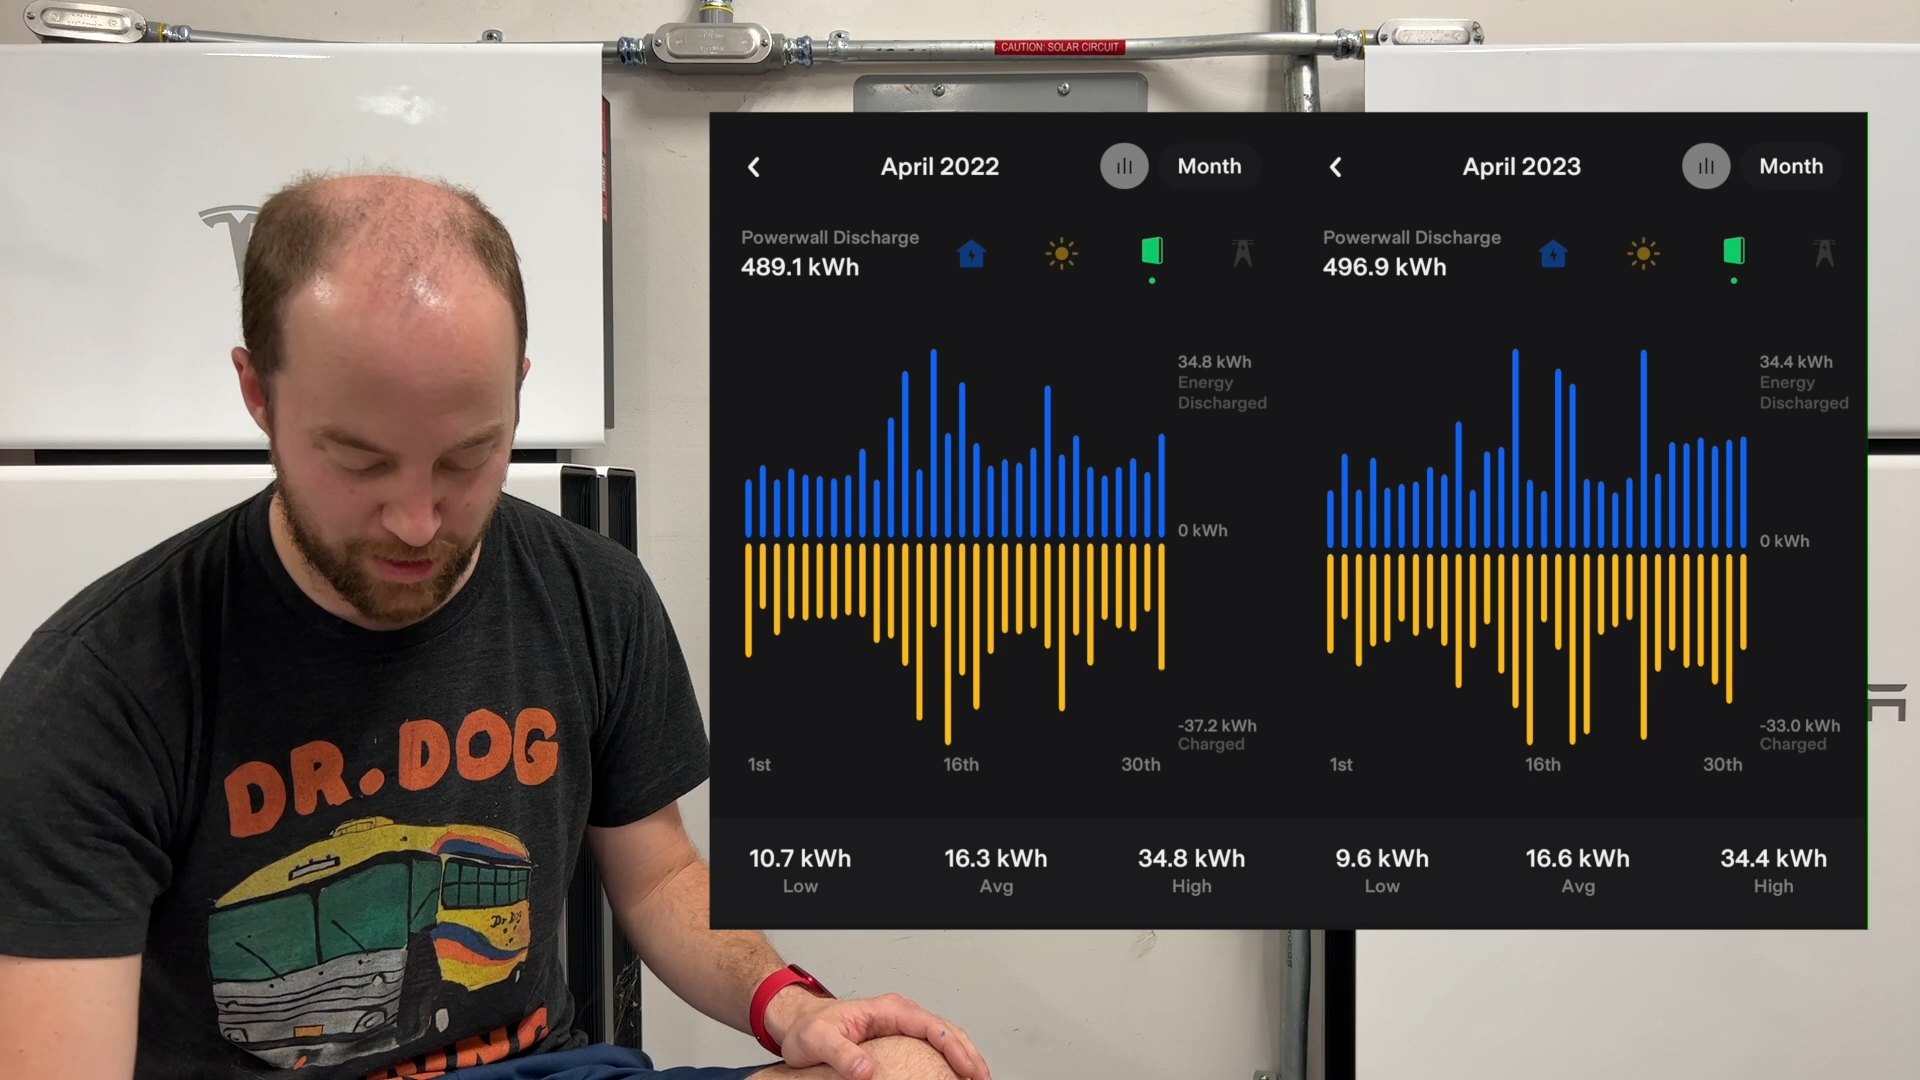 CAUTION: SOLAR CIRCUIT
April 2022
Month
Powerwall Discharge
489.1 kWh
34.8 kWh
Energy
Discharged
0 kWh
-37.2 kWh
Charged
1st
16th
30th
10.7 kWh
Low
16.3 kWh
Avg
34.8 kWh
High
April 2023
Month
Powerwall Discharge
496.9 kWh
34.4 kWh
Energy
Discharged
0 kWh
-33.0 kWh
Charged
1st
16th
30th
9.6 kWh
Low
16.6 kWh
Avg
34.4 kWh
High
DR. DOG
Dr Dog